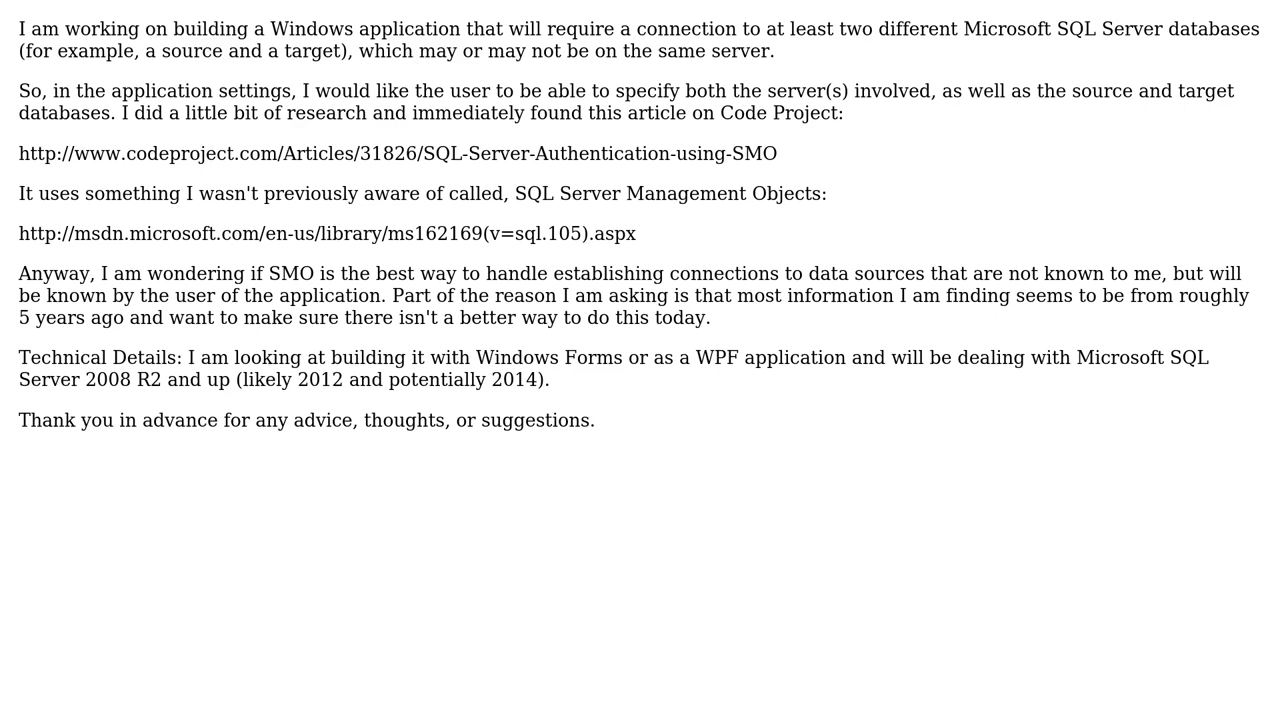 I am working on building a Windows application that will require a connection to at least two different Microsoft SQL Server databases
(for example, a source and a target), which may or may not be on the same server.
So, in the application settings, I would like the user to be able to specify both the server(s) involved, as well as the source and target
databases. I did a little bit of research and immediately found this article on Code Project:
http://www.codeproject.com/Articles/31826/SQL-Server-Authentication-using-SMO
It uses something I wasn't previously aware of called, SQL Server Management Objects:
http://msdn.microsoft.com/en-us/library/ms162169(v=sql.105).aspx
Anyway, I am wondering if SMO is the best way to handle establishing connections to data sources that are not known to me, but will
be known by the user of the application. Part of the reason I am asking is that most information I am finding seems to be from roughly
5 years ago and want to make sure there isn't a better way to do this today.
Technical Details: I am looking at building it with Windows Forms or as a WPF application and will be dealing with Microsoft SQL
Server 2008 R2 and up (likely 2012 and potentially 2014).
Thank you in advance for any advice, thoughts, or suggestions.